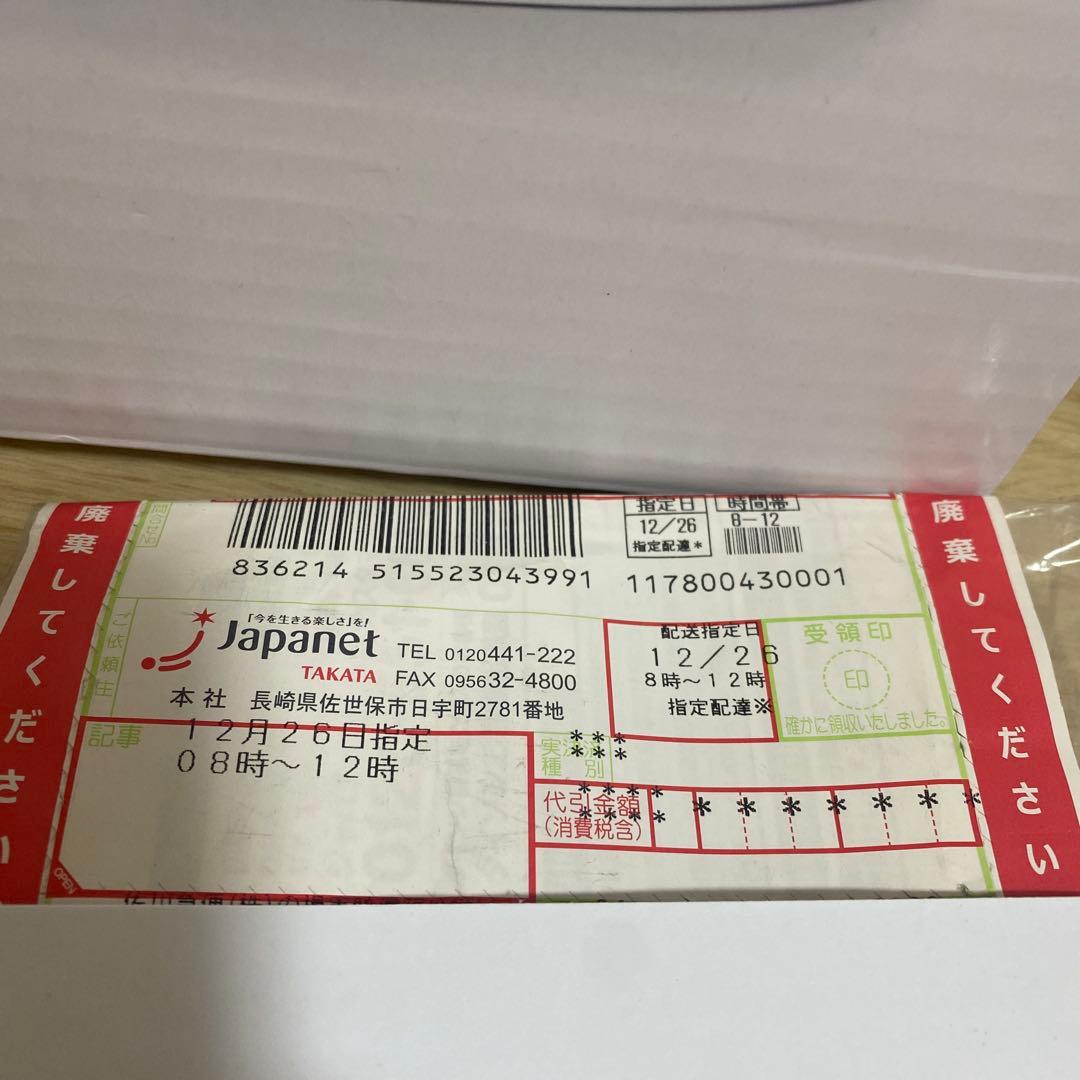 廃棄してください
問合せNO
指定日
12/26
指定配達*
時間帯
8-12
836214 515523043991 117800430001
ご依頼主
「今を生きる楽しさ」を!
Japanet
TAKATA
TEL 0120441-222
FAX 095632-4800
本社 長崎県佐世保市日宇町2781番地
配送指定日
12/26
8時～12時
指定配達※
受領印
印
確かに領収いたしました。
記事
12月26日指定
08時～12時
***
***
種別
代引金額
(消費税含)
****
****
* * * * * * *
OPEN
廃棄してください